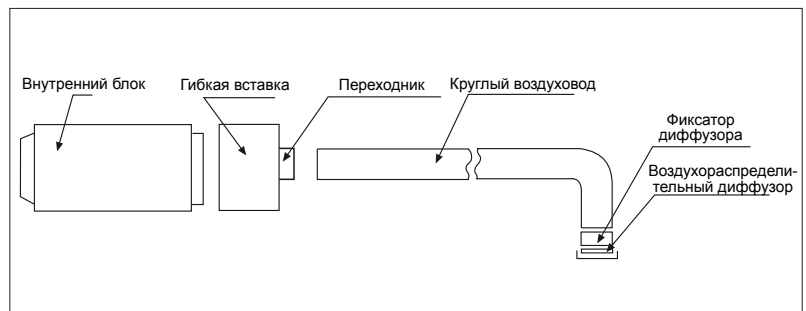 Внутренний блок
Гибкая вставка
Переходник
Круглый воздуховод
Фиксатор
диффузора
Воздухораспредели-
тельный диффузор